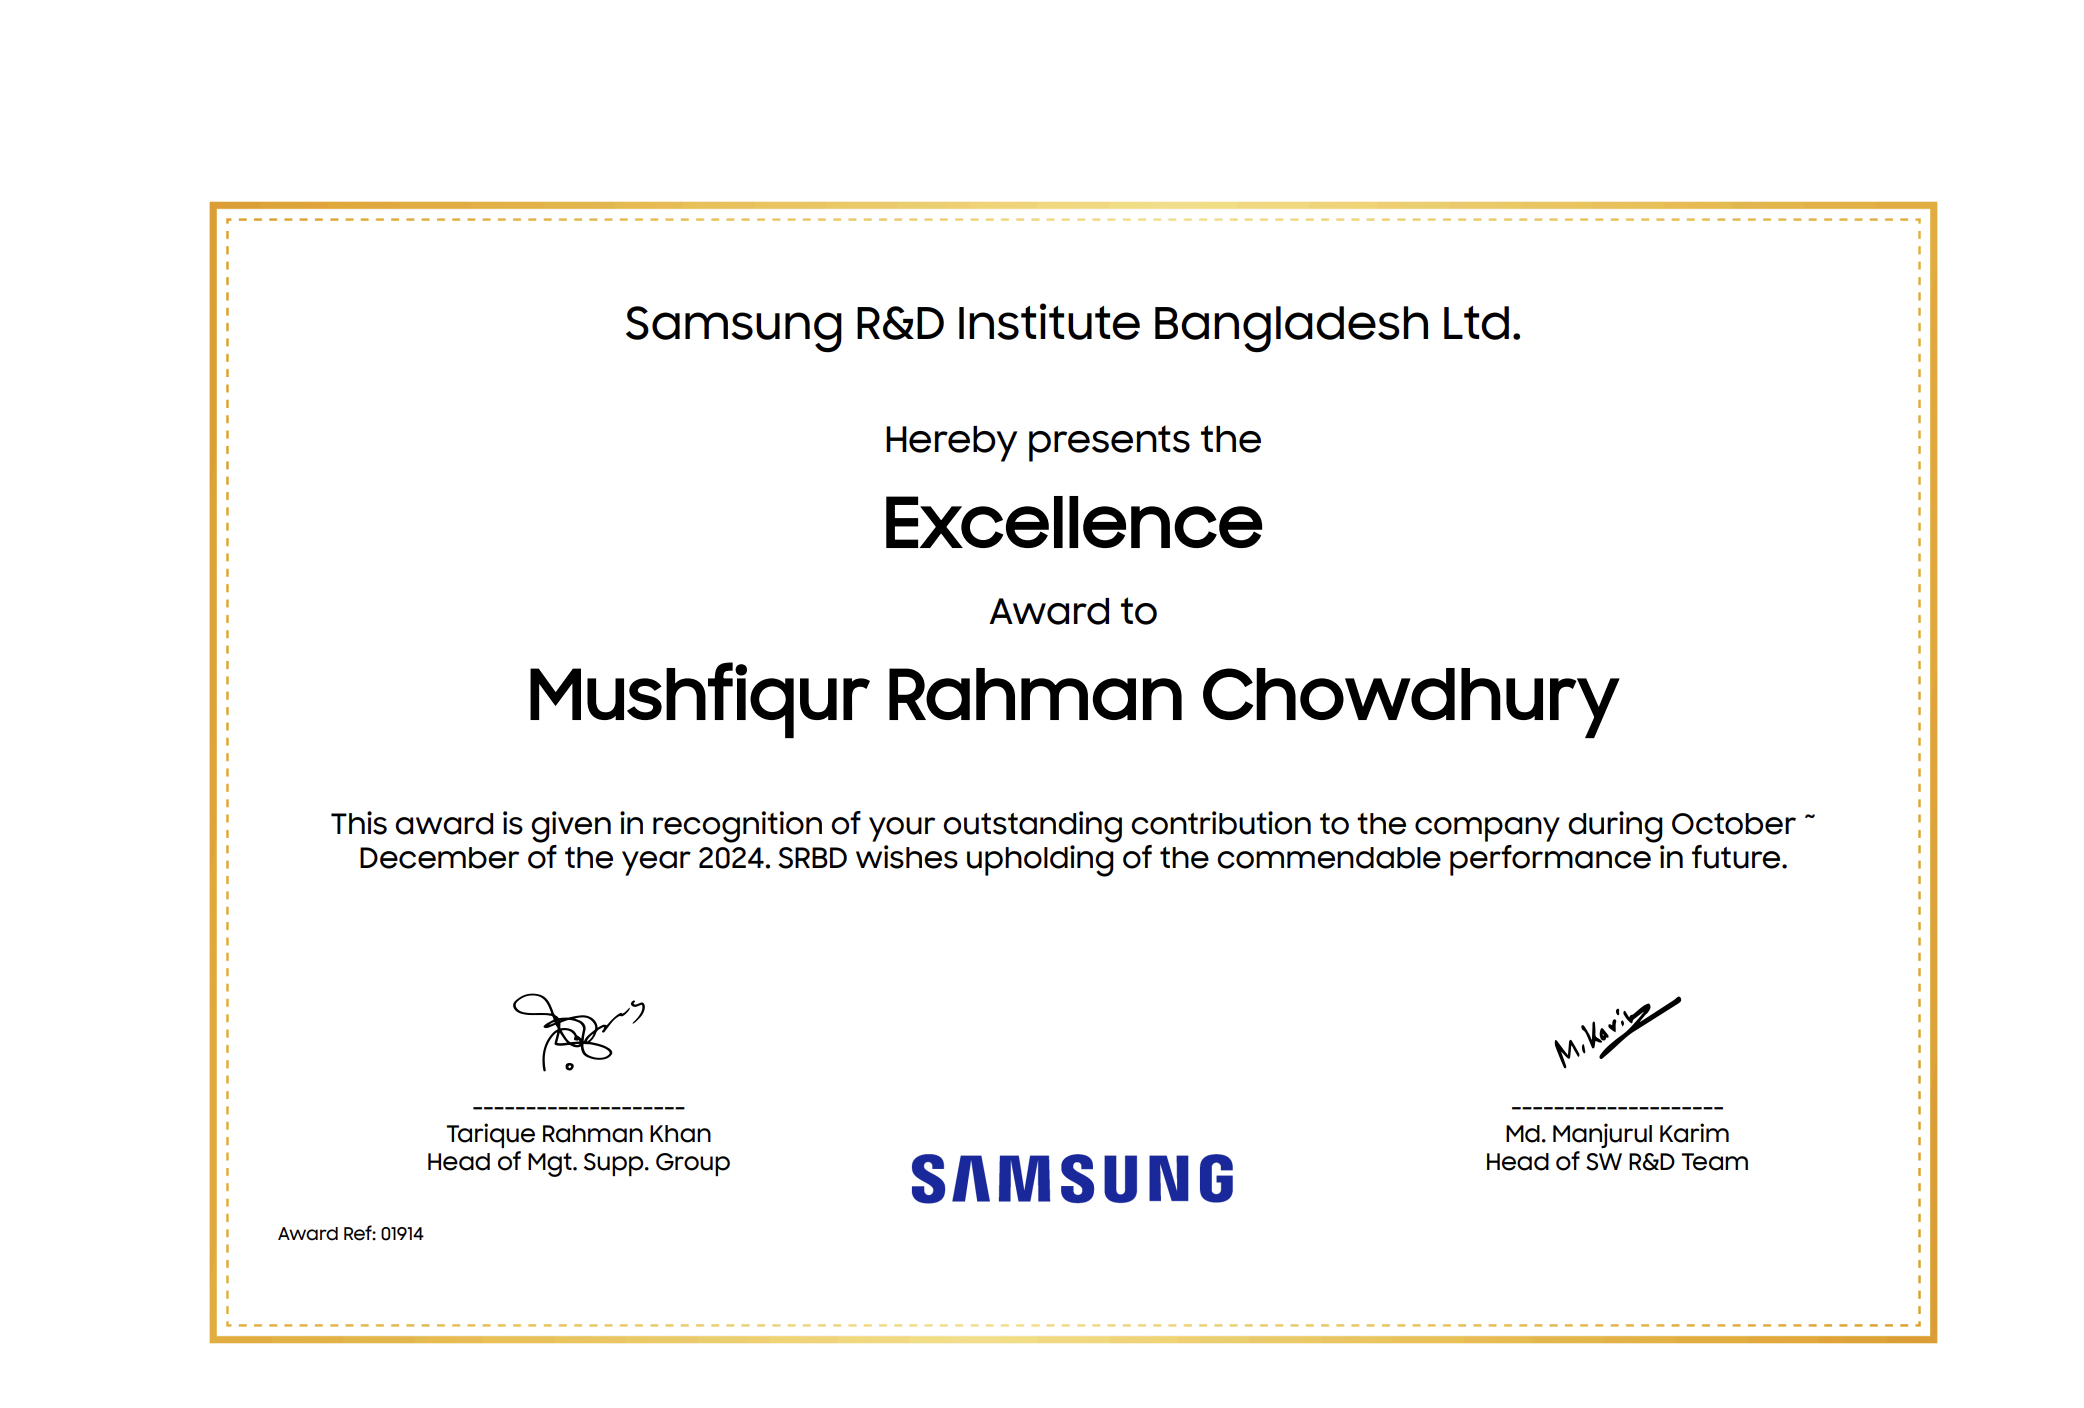 Samsung R&D Institute Bangladesh Ltd.
Hereby presents the
Excellence
Award to
Mushfiqur Rahman Chowdhury
This award is given in recognition of your outstanding contribution to the company during October ~
December of the year 2024. SRBD wishes upholding of the commendable performance in future.
M. Karim
--------------------
Tarique Rahman Khan
Head of Mgt. Supp. Group
--------------------
Md. Manjurul Karim
Head of SW R&D Team
SAMSUNG
Award Ref: 01914